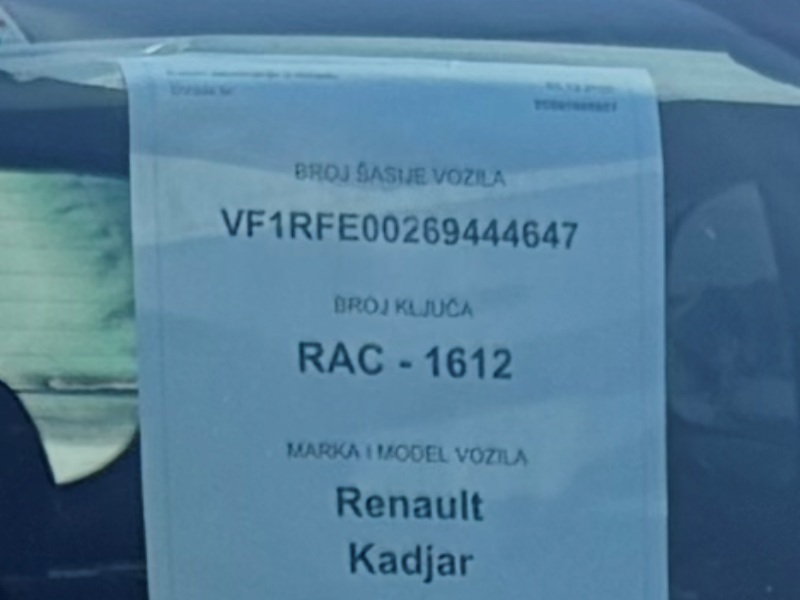 BROJ ŠASIJE VOZILA
VF1RFE00269444647
BROJ KLJUČA
RAC - 1612
MARKA I MODEL VOZILA
Renault
Kadjar